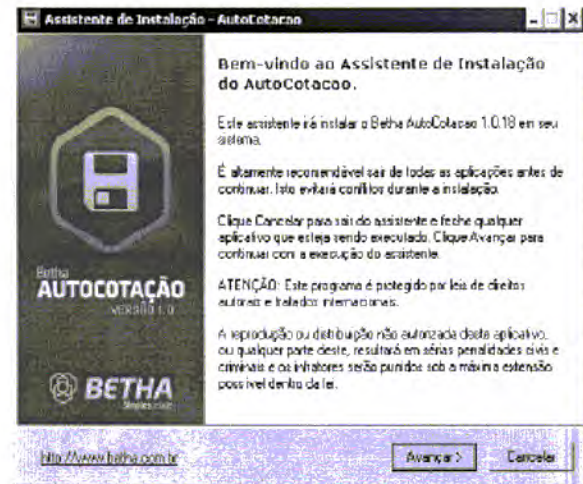 Assistente de Instalação - AutoCotacao
Bem-vindo ao Assistente de Instalação
do AutoCotacao.
Este assistente irá instalar o Betha AutoCotacao 1.0.18 em seu
sistema.
É altamente recomendável sair de todas as aplicações antes de
continuar. Isto evitará conflitos durante a instalação.
Clique Cancelar para sair do assistente e feche qualquer
aplicativo que esteja sendo executado. Clique Avançar para
continuar com a execução do assistente.
ATENÇÃO: Este programa é protegido por leis de direitos
autorais e tratados internacionais.
A reprodução ou distribuição não autorizada deste aplicativo,
ou qualquer parte deste, resultará em sérias penalidades civis e
criminais e os infratores serão punidos sob a máxima extensão
possível dentro da lei.
Betha
AUTOCOTAÇÃO
VERSÃO 1.0
BETHA
http://www.betha.com.br
Avançar >
Cancelar